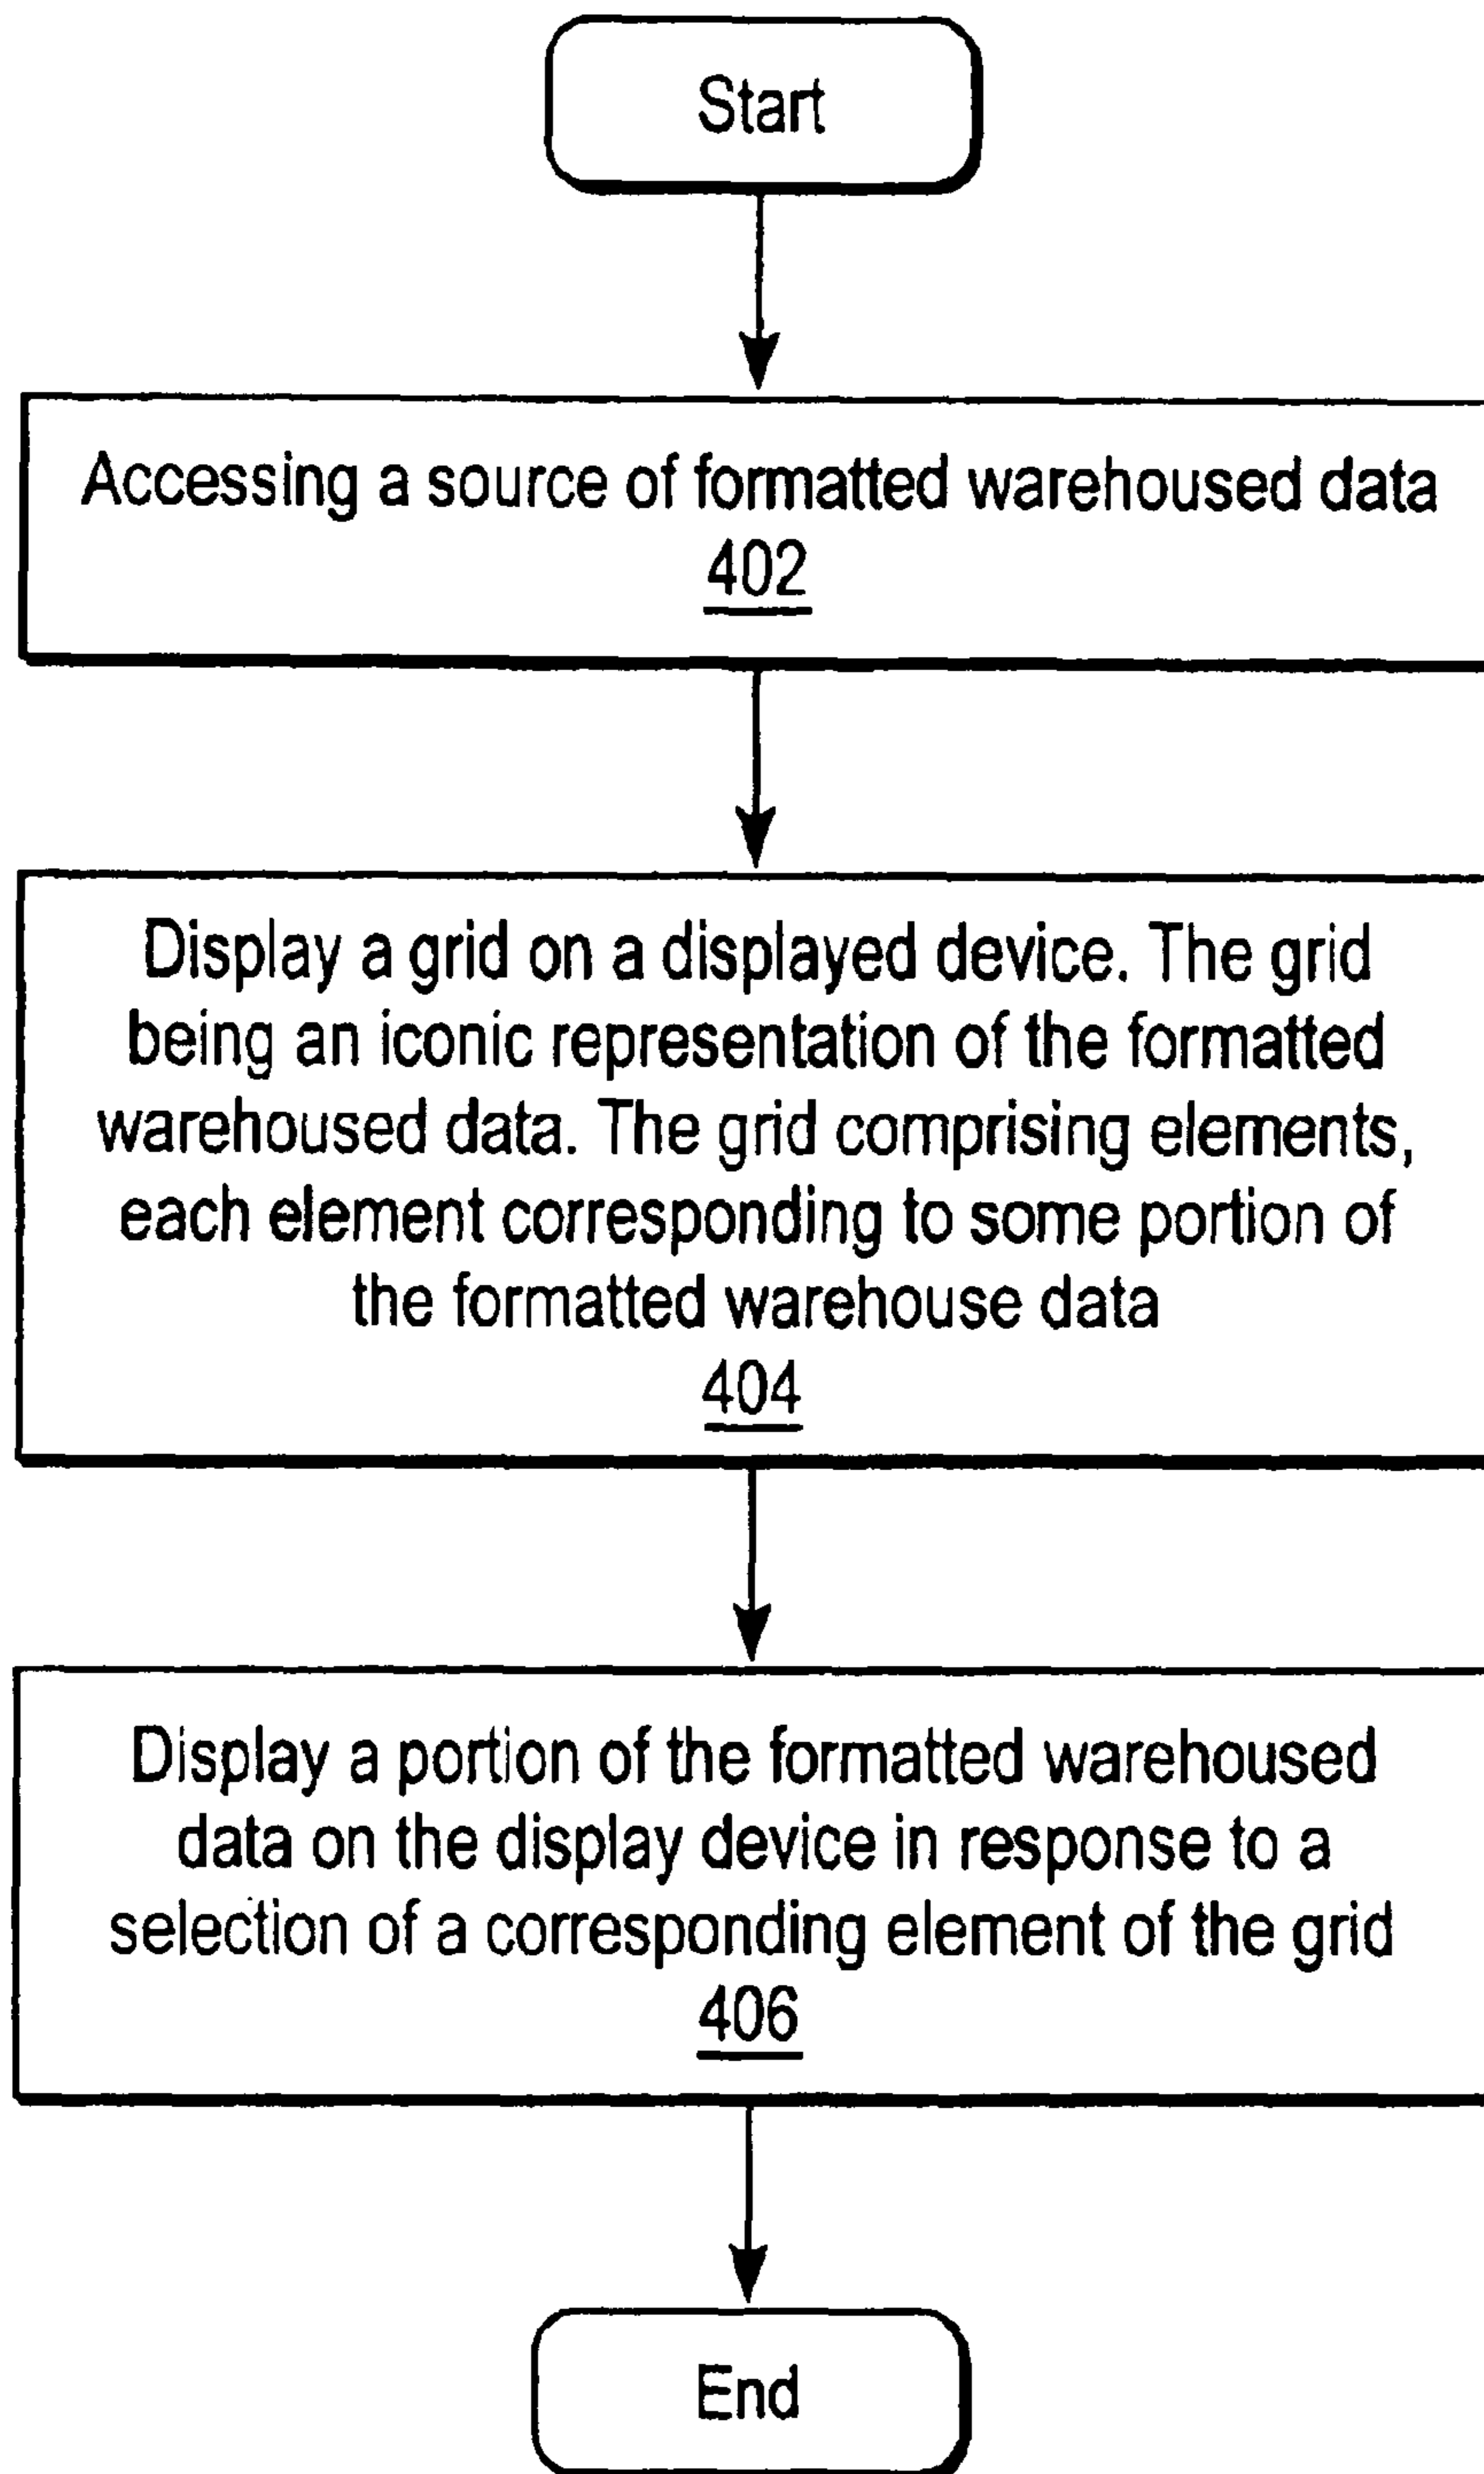 Start
Accessing a source of formatted warehoused data
402
Display a grid on a displayed device. The grid
being an iconic representation of the formatted
warehoused data. The grid comprising elements,
each element corresponding to some portion of
the formatted warehouse data
404
Display a portion of the formatted warehoused
data on the display device in response to a
selection of a corresponding element of the grid
406
End